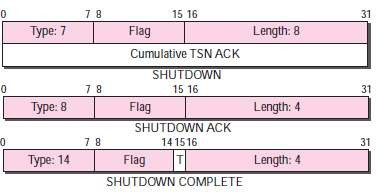 0 7 8 15 16 31
Type: 7 Flag Length: 8
Cumulative TSN ACK
SHUTDOWN
0 7 8 15 16 31
Type: 8 Flag Length: 4
SHUTDOWN ACK
0 7 8 14 15 16 31
Type: 14 Flag T Length: 4
SHUTDOWN COMPLETE